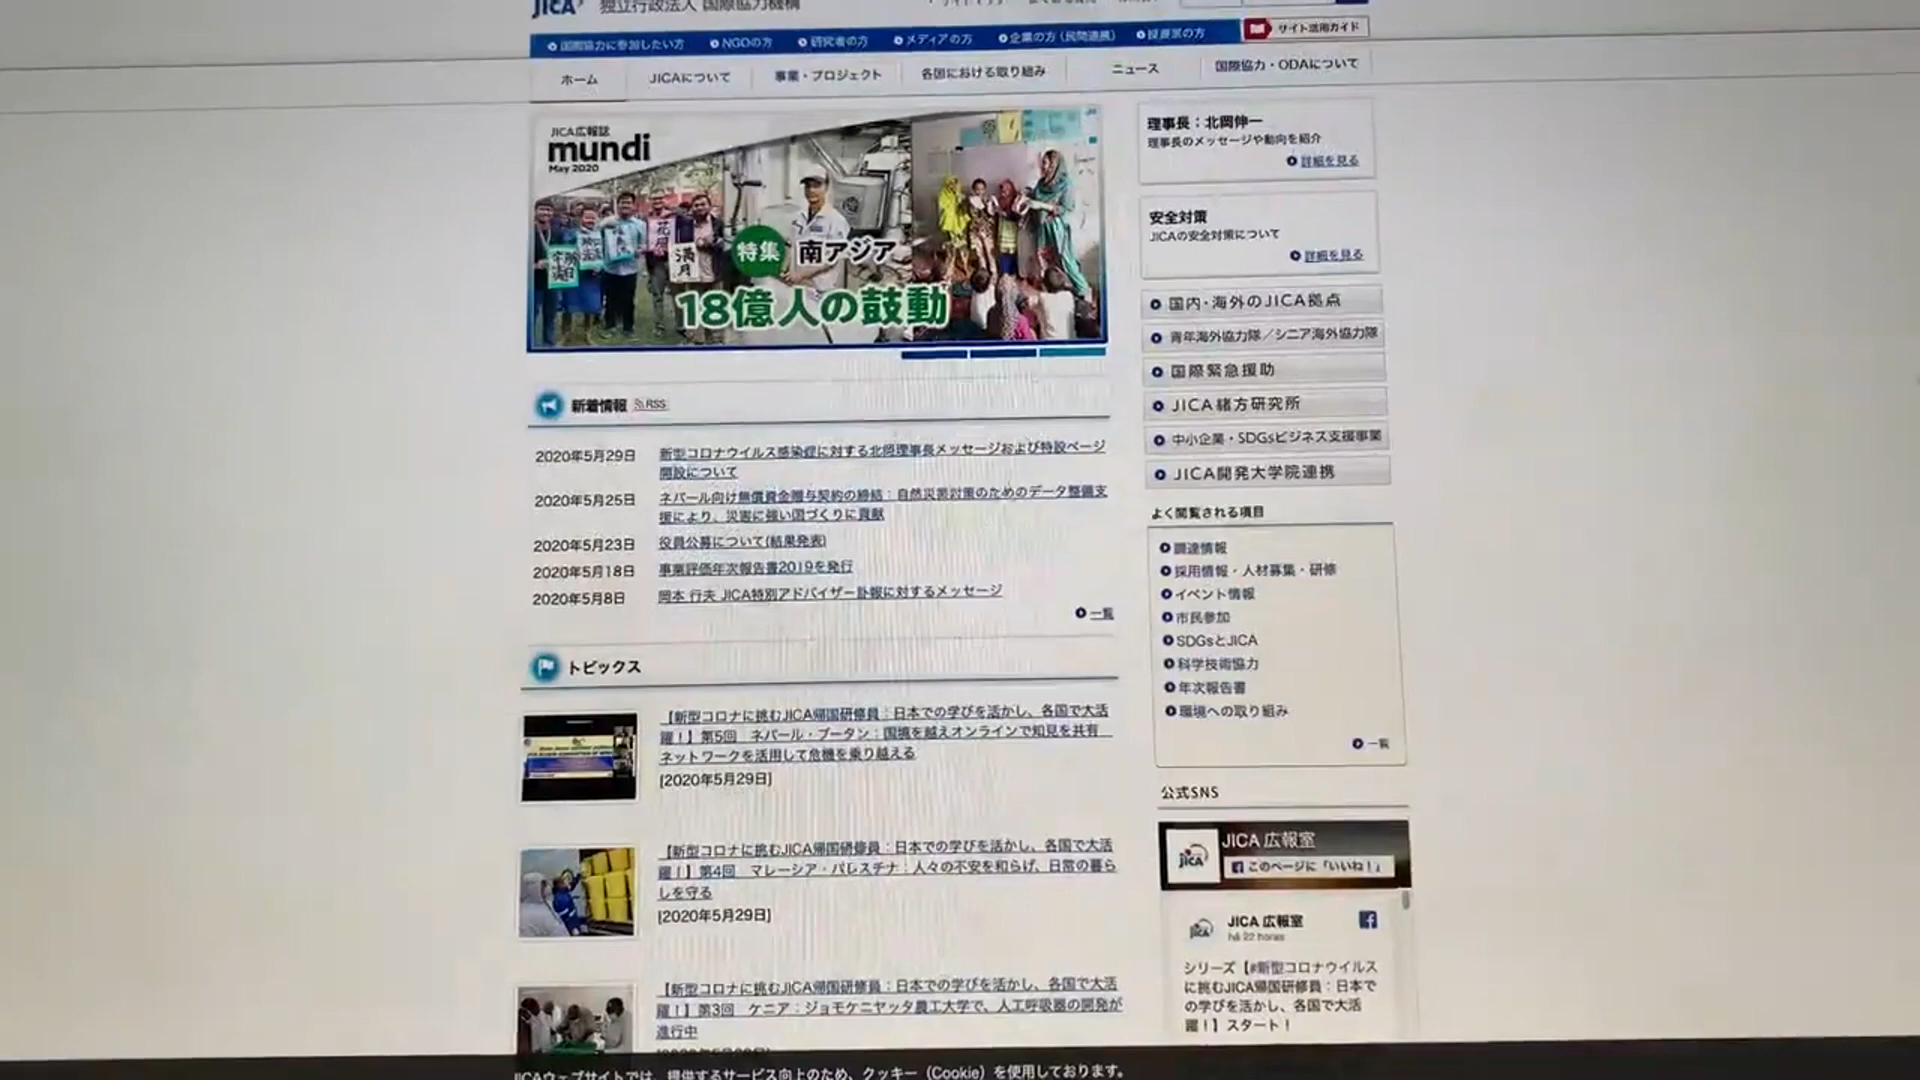 JICA 独立行政法人 国際協力機構
国際協力に参加したい方 NGOの方 研究者の方 メディアの方 企業の方(民間連携) 投資家の方 サイト活用ガイド
ホーム JICAについて 事業・プロジェクト 各国における取り組み ニュース 国際協力・ODAについて
JICA広報誌
mundi
May 2020
満月
特集 南アジア
18億人の鼓動
新着情報 RSS
2020年5月29日 新型コロナウイルス感染症に対する北岡理事長メッセージおよび特設ページ
開設について
2020年5月25日 ネパール向け無償資金贈与契約の締結:自然災害対策のためのデータ整備支
援により、災害に強い国づくりに貢献
2020年5月23日 役員公募について(結果発表)
2020年5月18日 事業評価年次報告書2019を発行
2020年5月8日 岡本 行夫 JICA特別アドバイザー訃報に対するメッセージ
一覧
トピックス
【新型コロナに挑むJICA帰国研修員:日本での学びを活かし、各国で大活
躍!】第5回 ネパール・ブータン:国境を越えオンラインで知見を共有
ネットワークを活用して危機を乗り越える
[2020年5月29日]
【新型コロナに挑むJICA帰国研修員:日本での学びを活かし、各国で大活
躍!】第4回 マレーシア・パレスチナ:人々の不安を和らげ、日常の暮ら
しを守る
[2020年5月29日]
【新型コロナに挑むJICA帰国研修員:日本での学びを活かし、各国で大活
躍!】第3回 ケニア:ジョモケニヤッタ農工大学で、人工呼吸器の開発が
進行中
理事長:北岡伸一
理事長のメッセージや動向を紹介
詳細を見る
安全対策
JICAの安全対策について
詳細を見る
国内・海外のJICA拠点
青年海外協力隊/シニア海外協力隊
国際緊急援助
JICA緒方研究所
中小企業・SDGsビジネス支援事業
JICA開発大学院連携
よく閲覧される項目
調達情報
採用情報・人材募集・研修
イベント情報
市民参加
SDGsとJICA
科学技術協力
年次報告書
環境への取り組み
一覧
公式SNS
JICA
JICA 広報室
このページに「いいね!」
JICA
JICA 広報室
há 22 horas
シリーズ【#新型コロナウイルス
に挑むJICA帰国研修員:日本で
の学びを活かし、各国で大活
躍!】スタート!
JICAウェブサイトでは、提供するサービス向上のため、クッキー(Cookie)を使用しております。